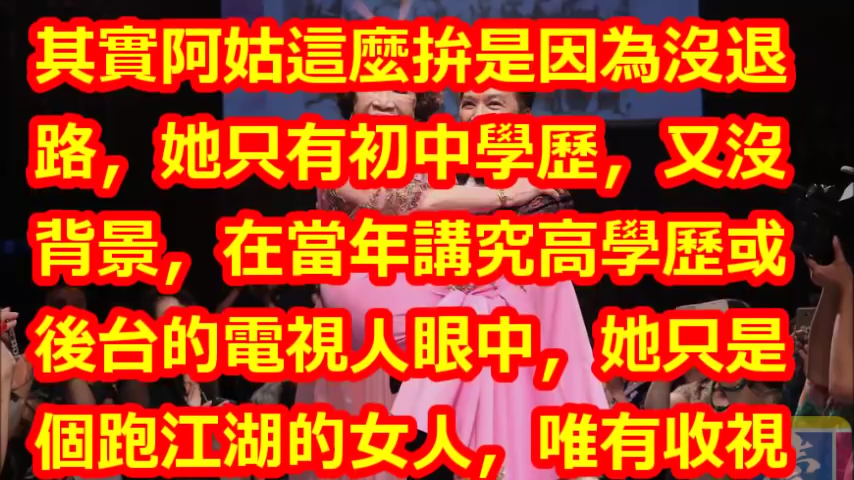 其實阿姑這麼拚是因為沒退
路，她只有初中學歷，又沒
背景，在當年講究高學歷或
後台的電視人眼中，她只是
個跑江湖的女人，唯有收視